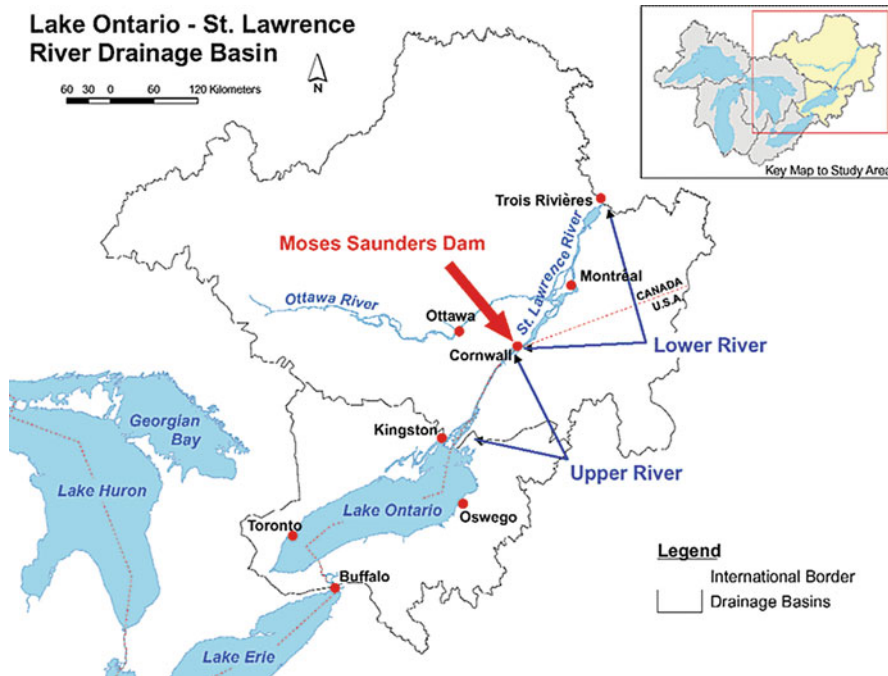 Lake Ontario - St. Lawrence
River Drainage Basin
60 30 0 60 120 Kilometers
N
Key Map to Study Area
Trois Rivières
Moses Saunders Dam
St. Lawrence River
Montréal
Ottawa River
Ottawa
CANADA
U.S.A.
Cornwall
Lower River
Georgian
Bay
Kingston
Upper River
Lake Huron
Lake Ontario
Oswego
Toronto
Buffalo
Legend
International Border
Drainage Basins
Lake Erie